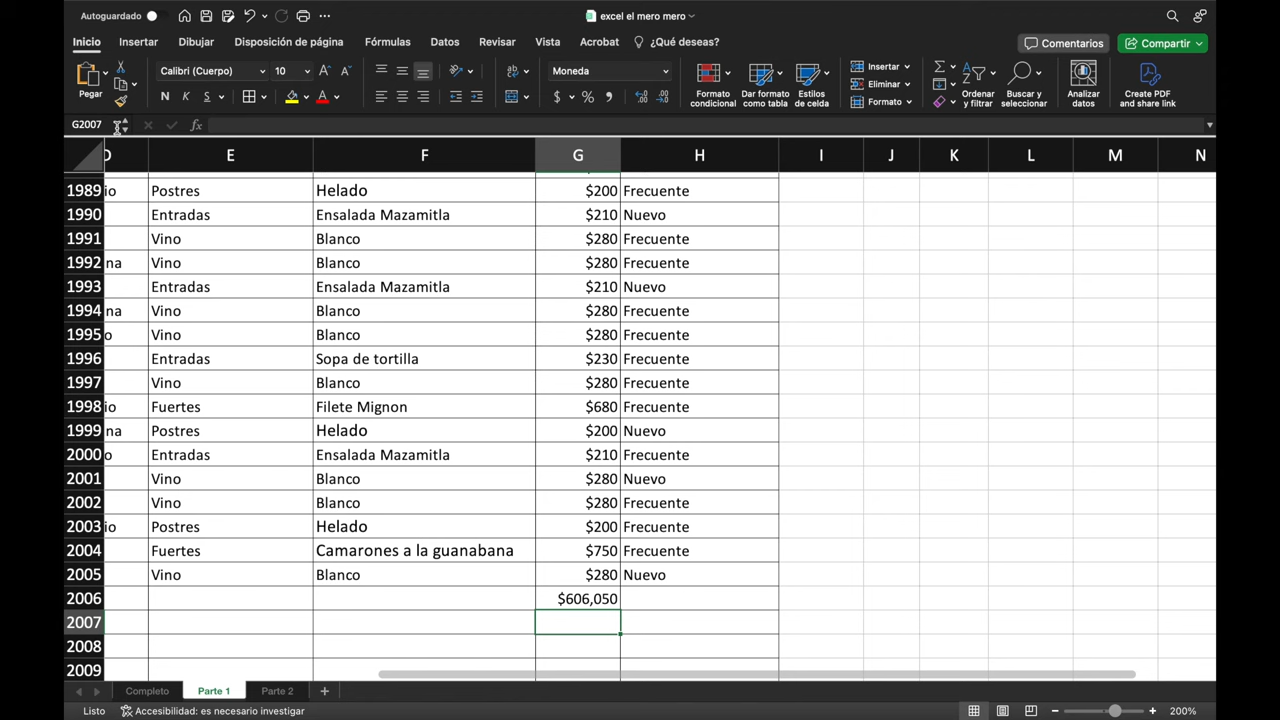 Autoguardado
excel el mero mero
Inicio Insertar Dibujar Disposición de página Fórmulas Datos Revisar Vista Acrobat ¿Qué deseas? Comentarios Compartir
Pegar
Calibri (Cuerpo) 10 A A
N K S A
Moneda
$ %
Formato condicional
Dar formato como tabla
Estilos de celda
Insertar
Eliminar
Formato
Ordenar y filtrar
Buscar y seleccionar
Analizar datos
Create PDF and share link
G2007 fx
D E F G H I J K L M N
1989 io Postres Helado $200 Frecuente
1990 Entradas Ensalada Mazamitla $210 Nuevo
1991 Vino Blanco $280 Frecuente
1992 na Vino Blanco $280 Frecuente
1993 Entradas Ensalada Mazamitla $210 Nuevo
1994 na Vino Blanco $280 Frecuente
1995 o Vino Blanco $280 Frecuente
1996 Entradas Sopa de tortilla $230 Frecuente
1997 Vino Blanco $280 Frecuente
1998 io Fuertes Filete Mignon $680 Frecuente
1999 na Postres Helado $200 Nuevo
2000 o Entradas Ensalada Mazamitla $210 Frecuente
2001 Vino Blanco $280 Nuevo
2002 Vino Blanco $280 Frecuente
2003 io Postres Helado $200 Frecuente
2004 Fuertes Camarones a la guanabana $750 Frecuente
2005 Vino Blanco $280 Nuevo
2006 $606,050
2007
2008
2009
Completo Parte 1 Parte 2
Listo Accesibilidad: es necesario investigar 200%